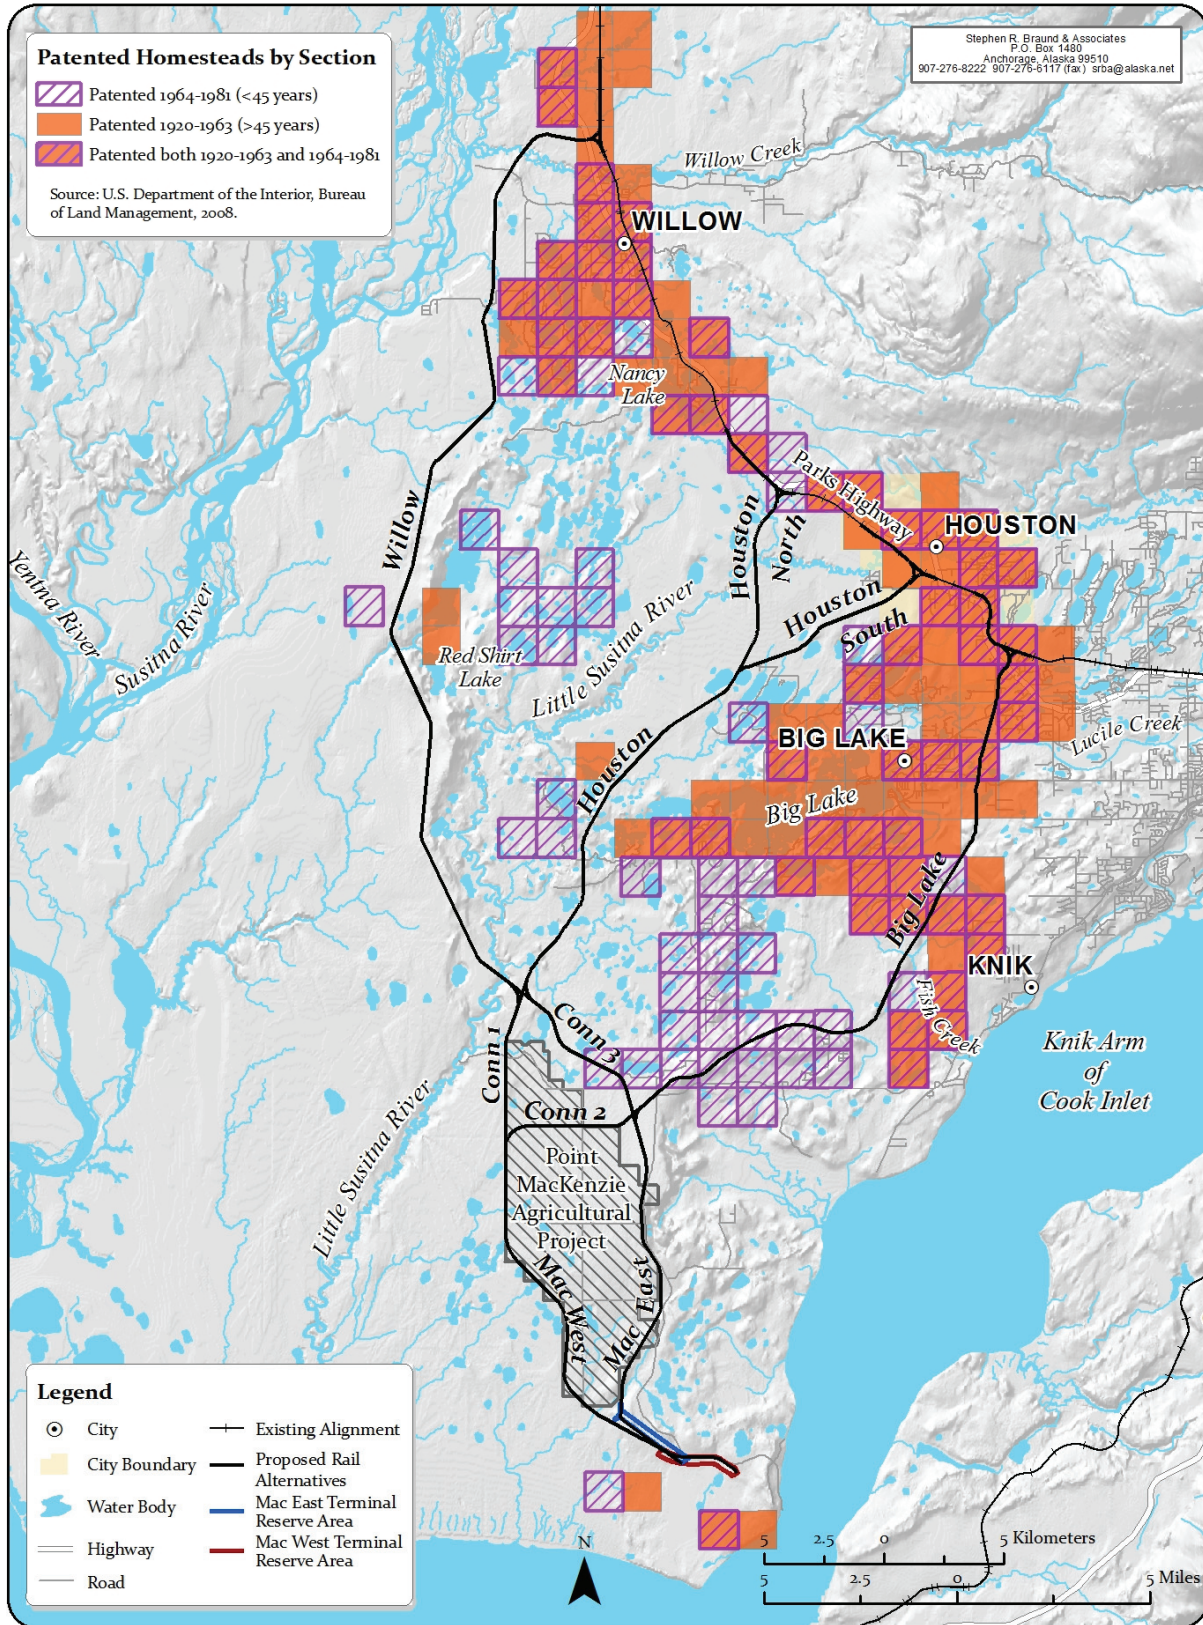 Patented Homesteads by Section
Patented 1964-1981 (<45 years)
Patented 1920-1963 (>45 years)
Patented both 1920-1963 and 1964-1981
Source: U.S. Department of the Interior, Bureau
of Land Management, 2008.
Stephen R. Braund & Associates
P.O. Box 1480
Anchorage, Alaska 99510
907-276-8222 907-276-6117 (fax) srba@alaska.net
Willow Creek
WILLOW
Nancy
Lake
Parks Highway
Willow
Houston
North
HOUSTON
Houston
South
Yentna River
Susitna River
Red Shirt
Lake
Little Susitna River
Lucile Creek
BIG LAKE
Houston
Big Lake
Big Lake
KNIK
Fish Creek
Conn 1
Conn 3
Knik Arm
of
Cook Inlet
Conn 2
Little Susitna River
Point
MacKenzie
Agricultural
Project
Mac West
Mac East
Legend
City
Existing Alignment
City Boundary
Proposed Rail
Alternatives
Water Body
Mac East Terminal
Reserve Area
Highway
Mac West Terminal
Reserve Area
Road
N
5 2.5 0 5 Kilometers
5 2.5 0 5 Miles